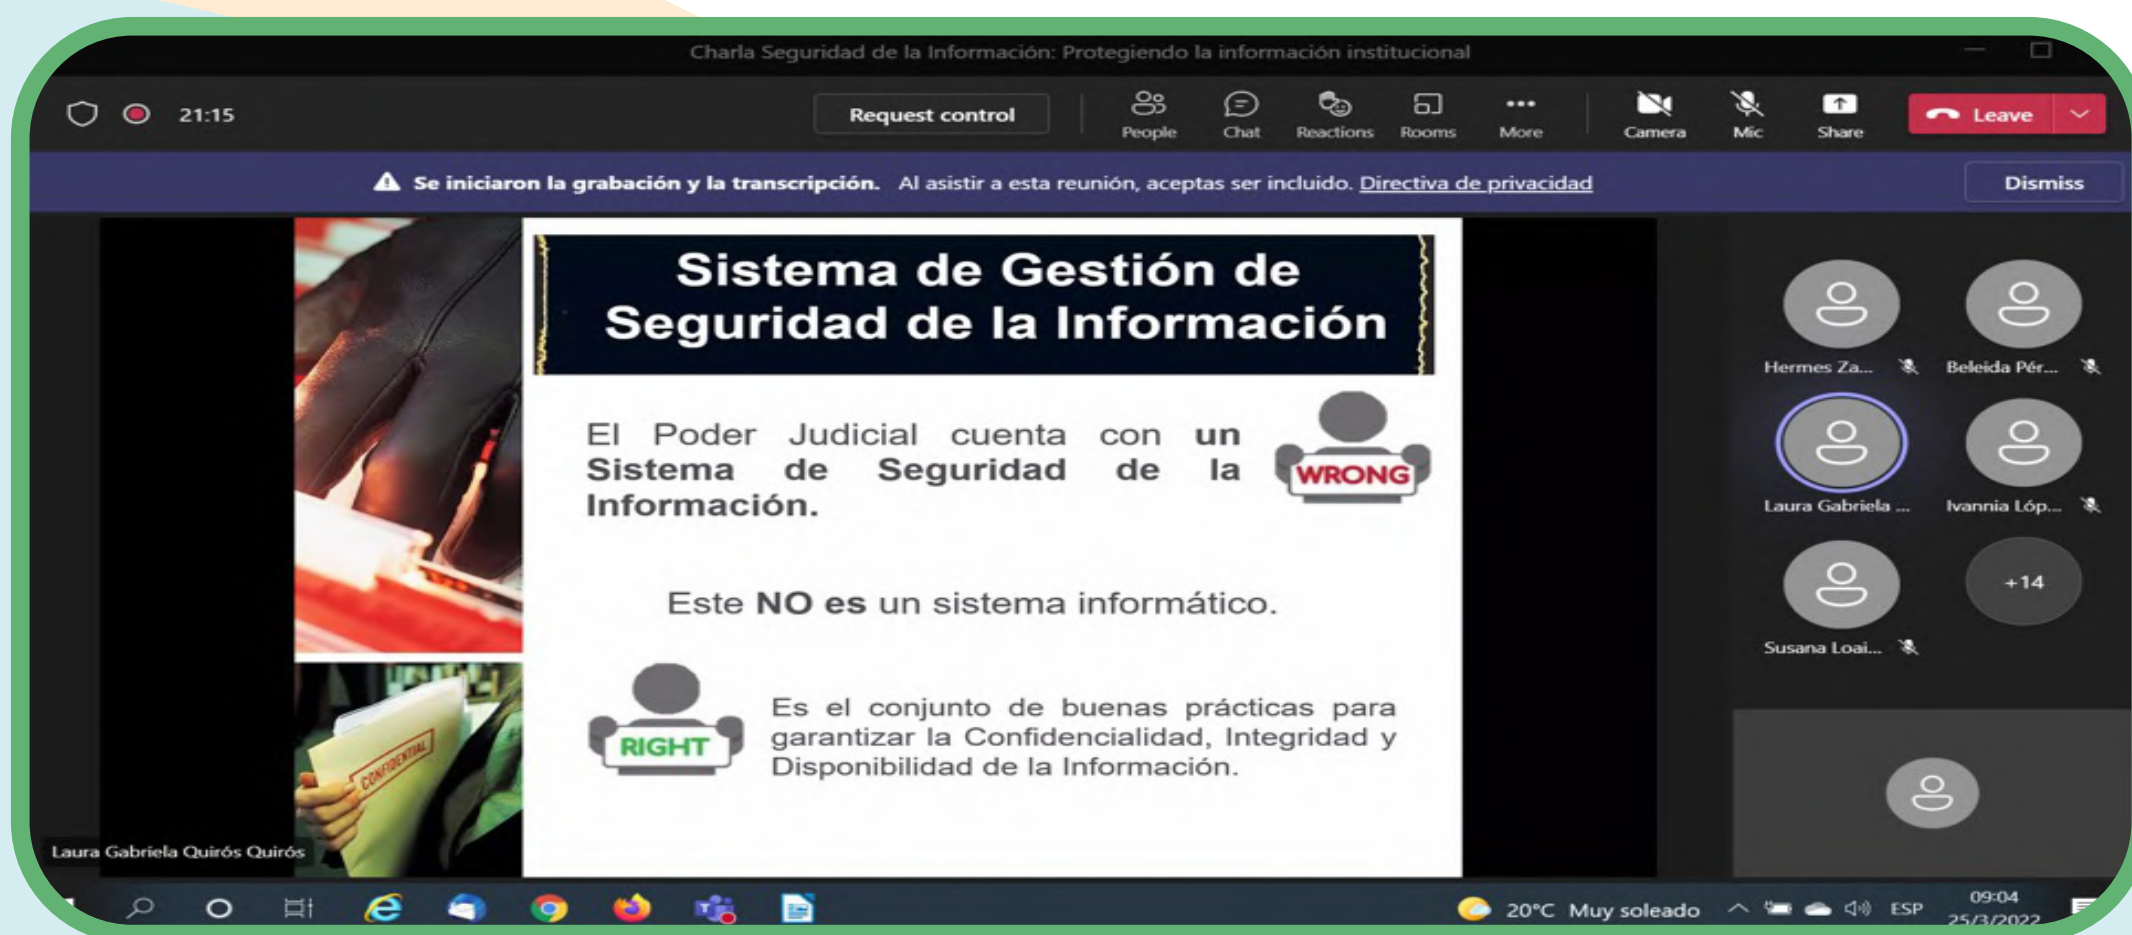 Charla Seguridad de la Información: Protegiendo la información institucional
21:15
Request control
People
Chat
Reactions
Rooms
More
Camera
Mic
Share
Leave
Se iniciaron la grabación y la transcripción. Al asistir a esta reunión, aceptas ser incluido. Directiva de privacidad
Dismiss
Sistema de Gestión de
Seguridad de la Información
El Poder Judicial cuenta con un
Sistema de Seguridad de la
Información.
WRONG
Este NO es un sistema informático.
RIGHT
Es el conjunto de buenas prácticas para
garantizar la Confidencialidad, Integridad y
Disponibilidad de la Información.
CONFIDENTIAL
Laura Gabriela Quirós Quirós
Hermes Za...
Beleida Pér...
Laura Gabriela ...
Ivannia Lóp...
Susana Loai...
+14
20°C Muy soleado
ESP
09:04
25/3/2022